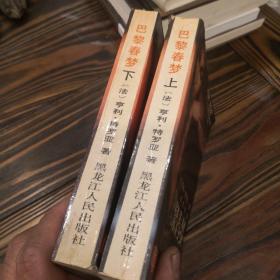 巴黎春梦 下 (法) 亨利·特罗亚 著 黑龙江人民出版社
巴黎春梦 上 (法) 亨利·特罗亚 著 黑龙江人民出版社